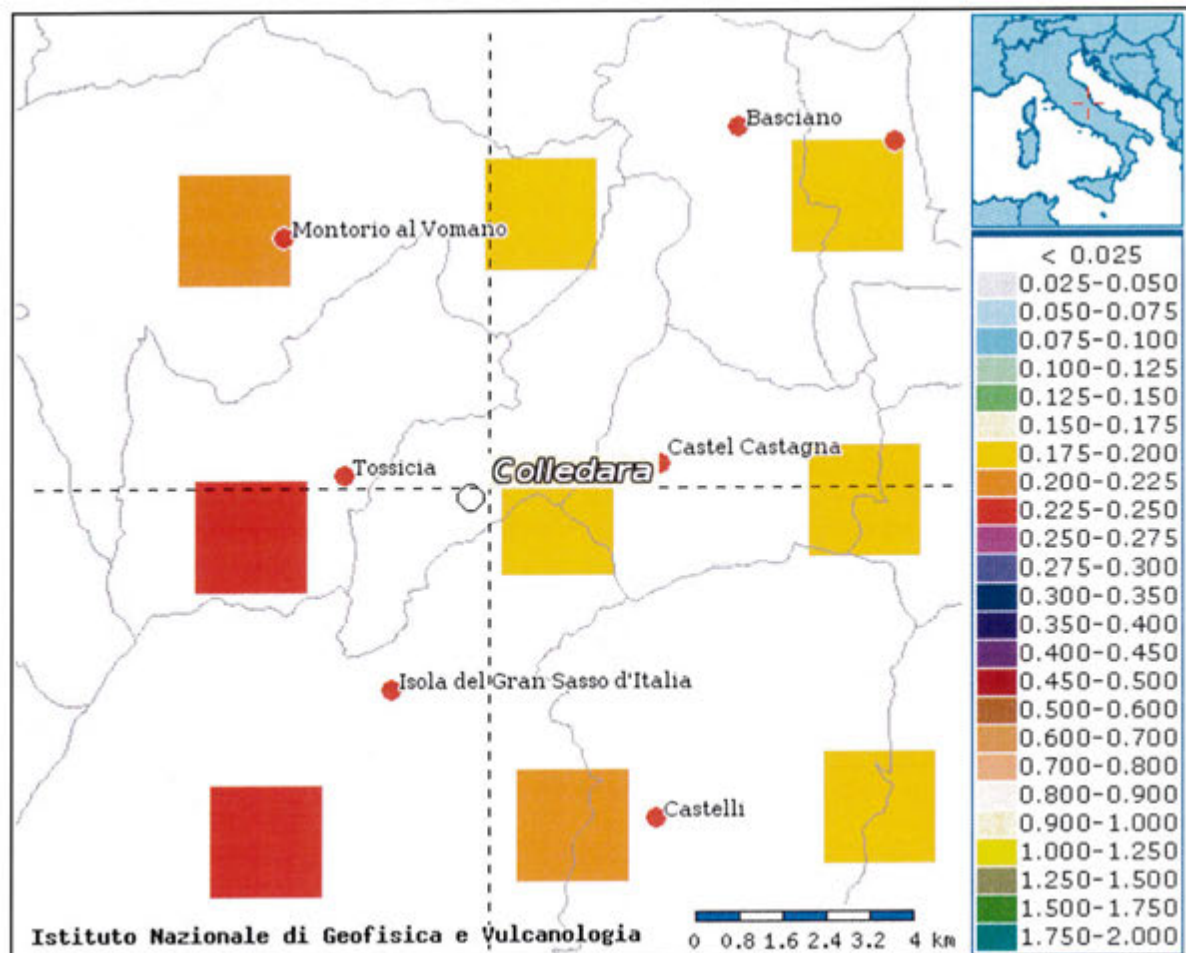 Basciano
Montorio al Vomano
Castel Castagna
Tossicia
Colledara
Isola del Gran Sasso d'Italia
Castelli
Istituto Nazionale di Geofisica e Vulcanologia
0 0.8 1.6 2.4 3.2 4 km
< 0.025
0.025-0.050
0.050-0.075
0.075-0.100
0.100-0.125
0.125-0.150
0.150-0.175
0.175-0.200
0.200-0.225
0.225-0.250
0.250-0.275
0.275-0.300
0.300-0.350
0.350-0.400
0.400-0.450
0.450-0.500
0.500-0.600
0.600-0.700
0.700-0.800
0.800-0.900
0.900-1.000
1.000-1.250
1.250-1.500
1.500-1.750
1.750-2.000